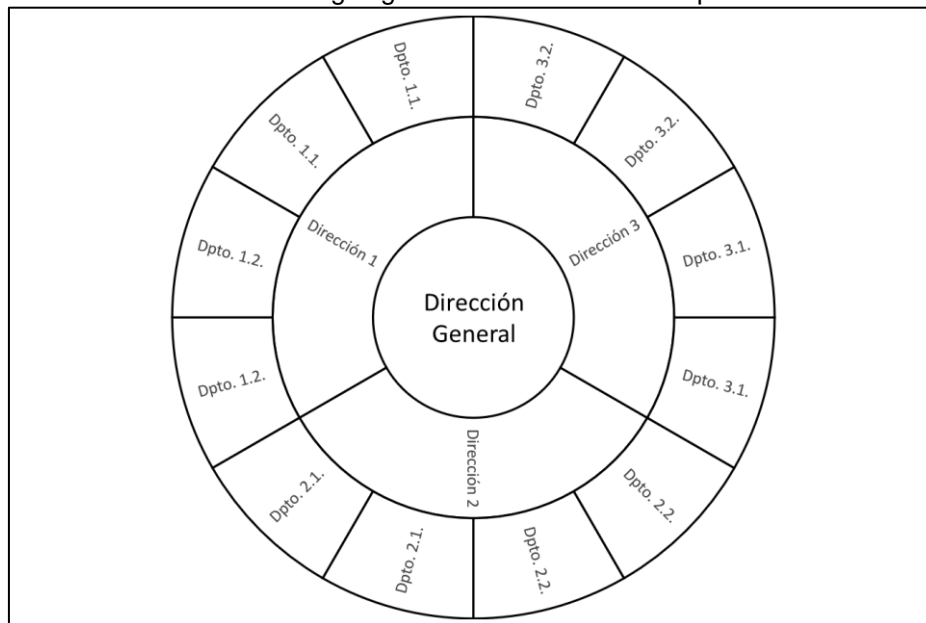 Dpto. 1.1.
Dpto. 3.2.
Dpto. 1.1.
Dpto. 3.2.
Dpto. 1.2.
Dirección 1
Dirección 3
Dpto. 3.1.
Dirección
General
Dpto. 1.2.
Dpto. 3.1.
Dpto. 2.1.
Dirección 2
Dpto. 2.2.
Dpto. 2.1.
Dpto. 2.2.